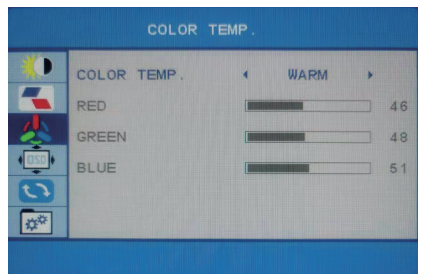 COLOR TEMP.
COLOR TEMP. WARM
RED 46
GREEN 48
BLUE 51
OSD